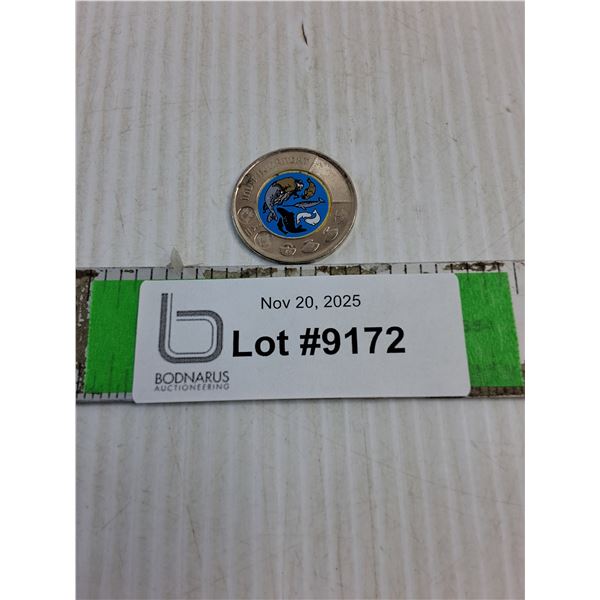 Nov 20, 2025
Lot #9172
BODNARUS
AUCTIONEERING